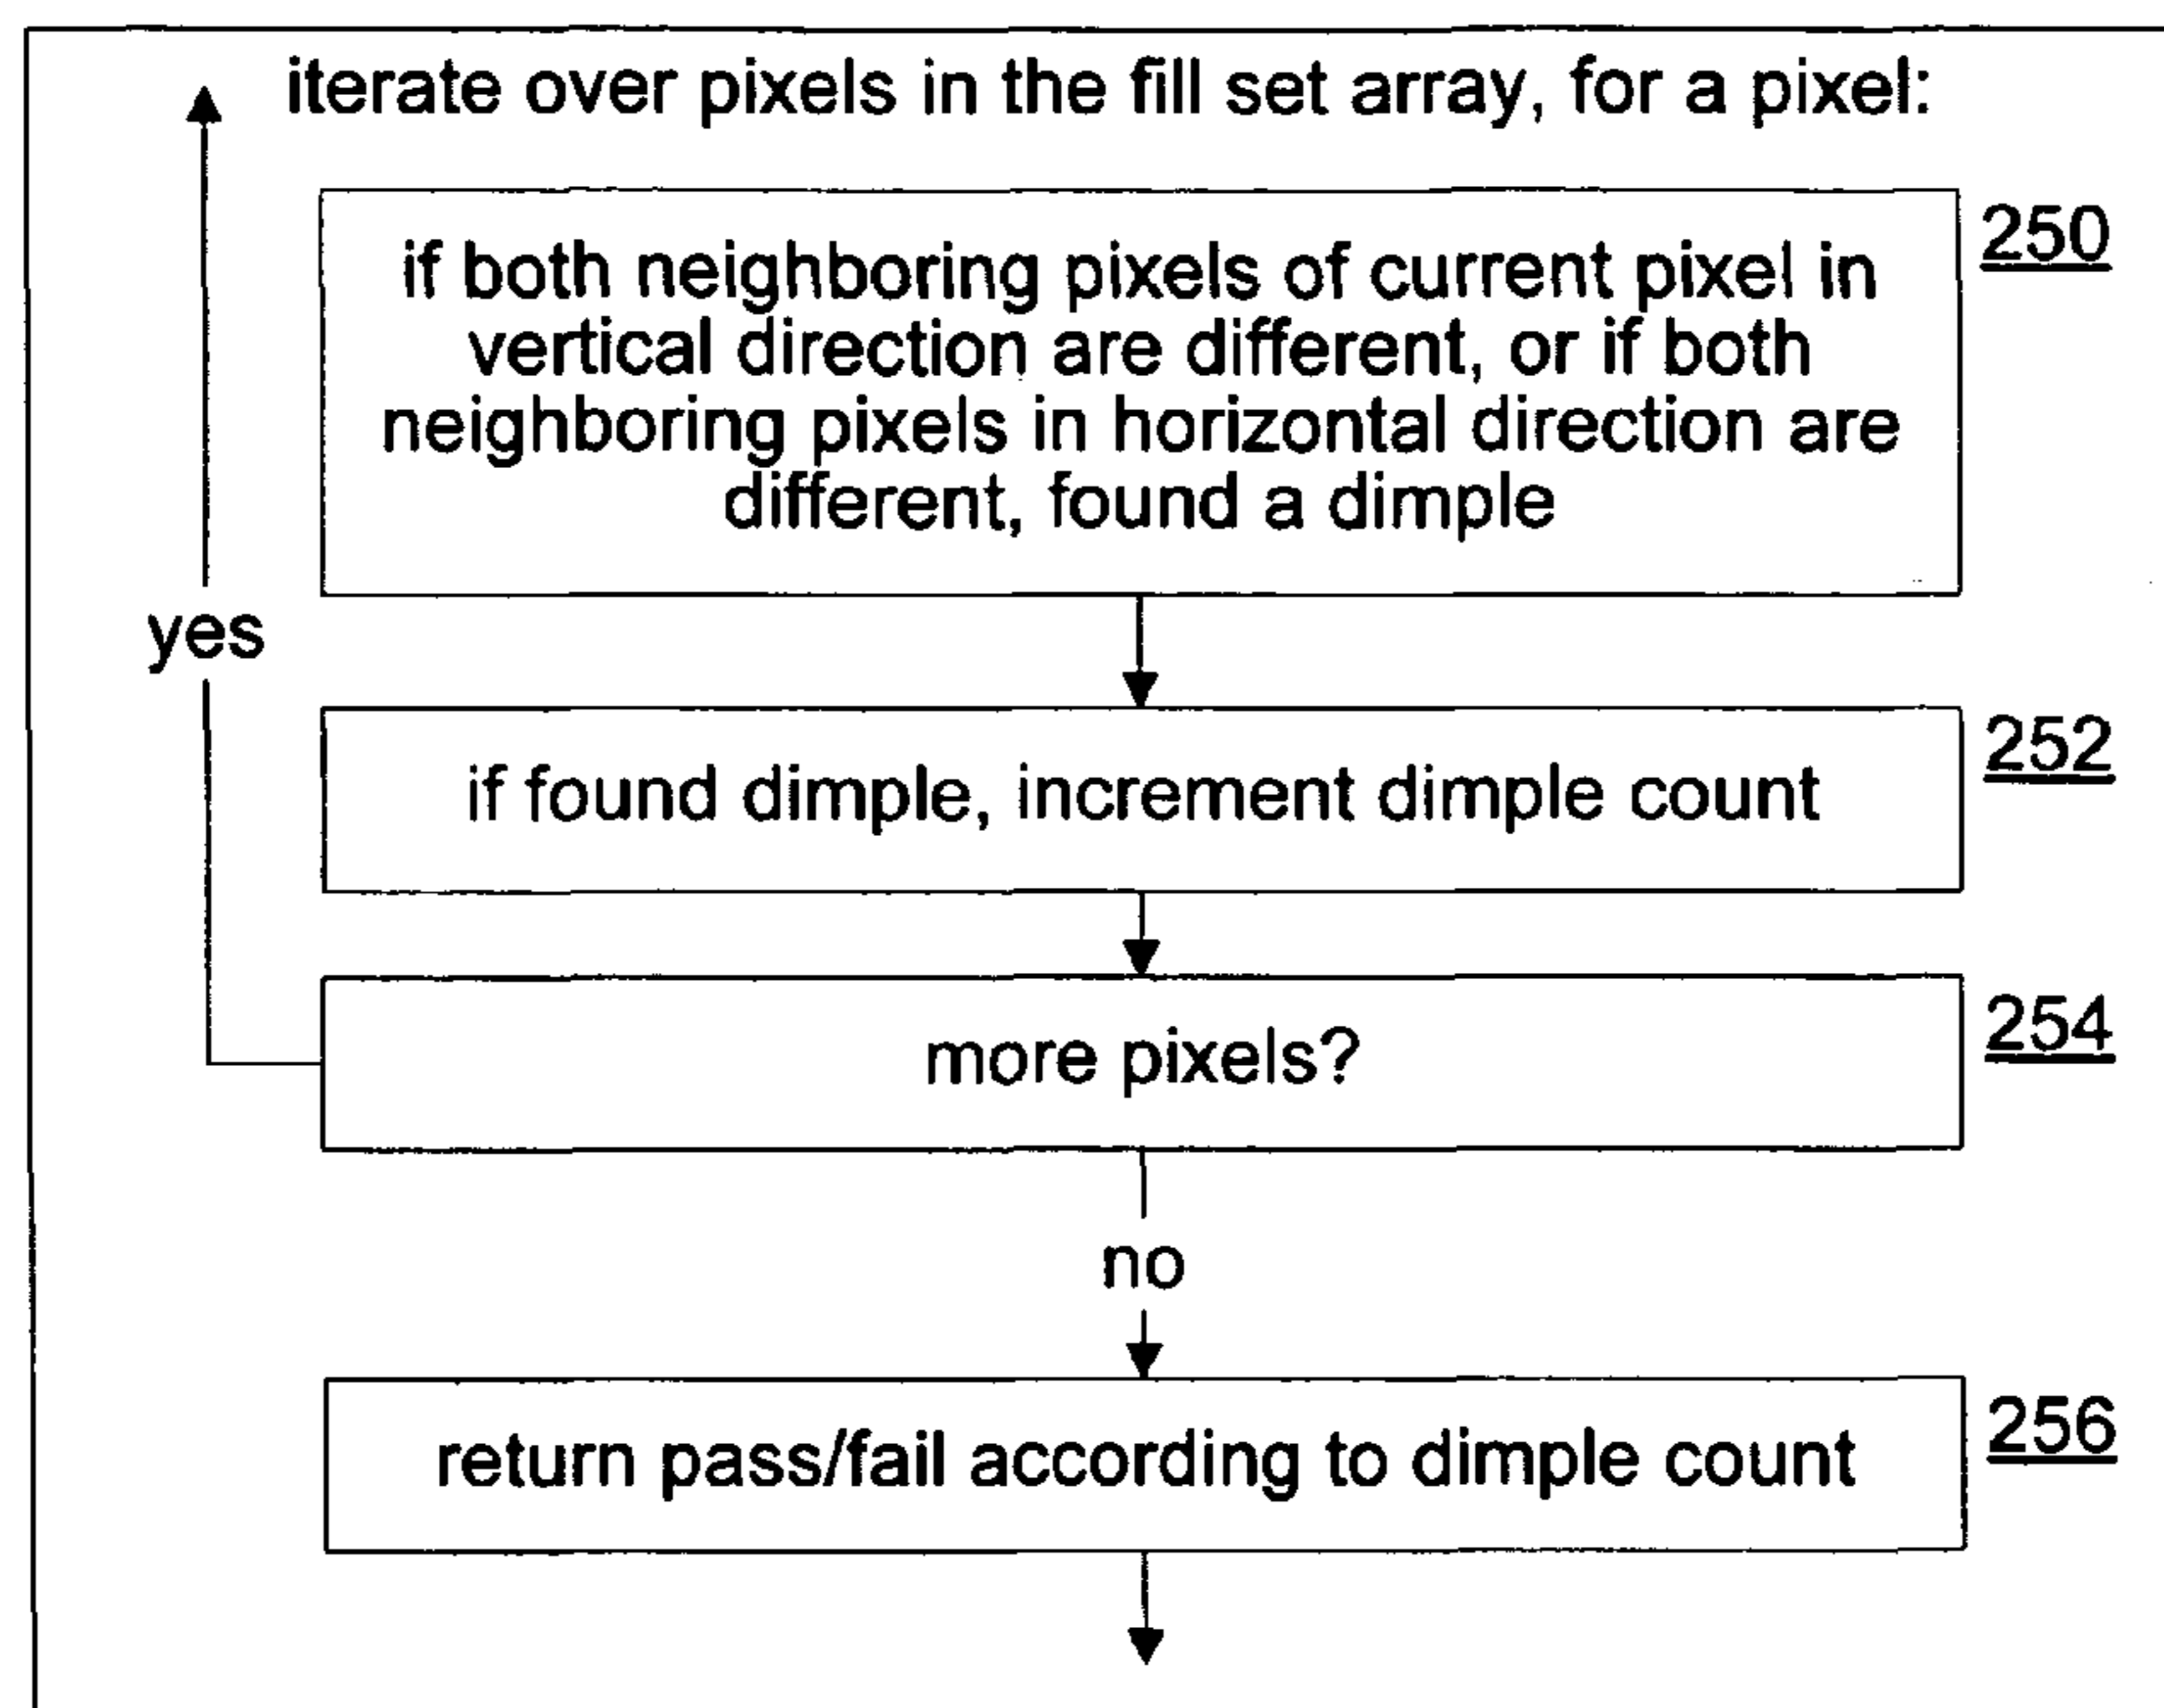 iterate over pixels in the fill set array, for a pixel:
250
if both neighboring pixels of current pixel in
vertical direction are different, or if both
neighboring pixels in horizontal direction are
different, found a dimple
yes
252
if found dimple, increment dimple count
254
more pixels?
no
256
return pass/fail according to dimple count